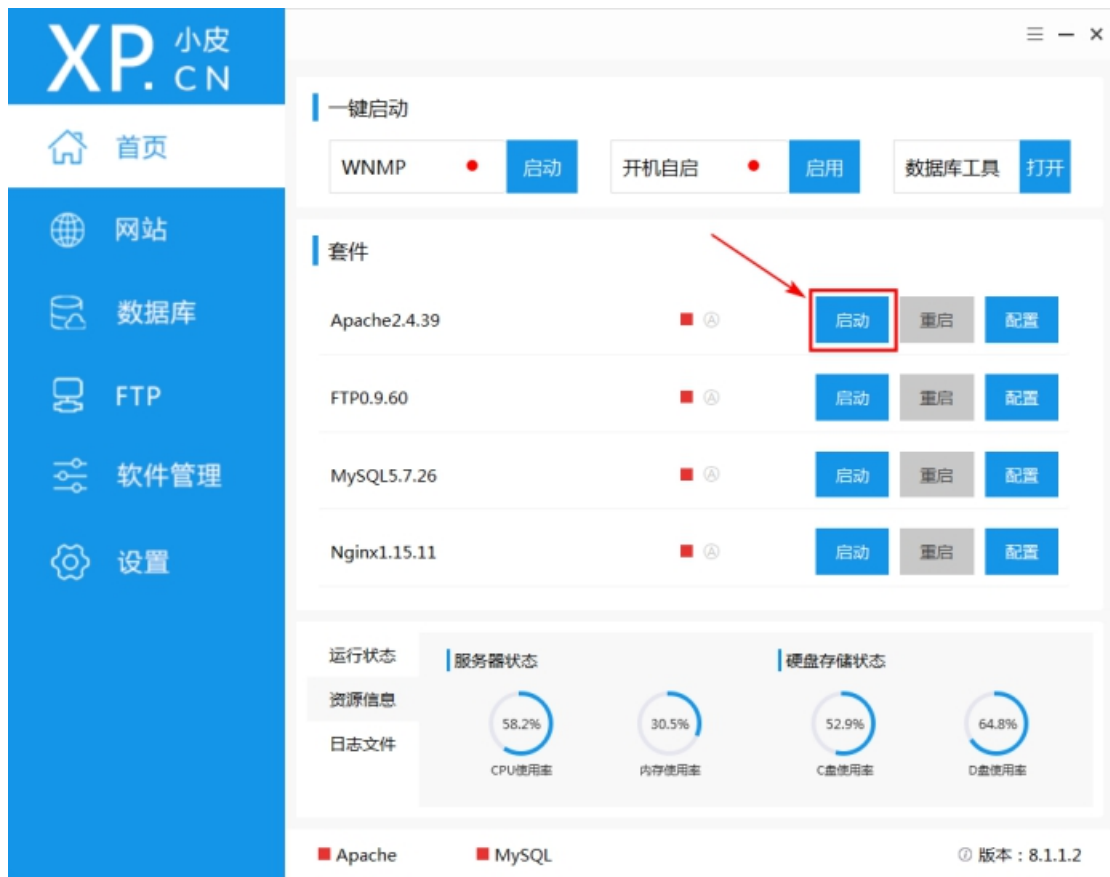 XP.小皮
CN
首页
网站
数据库
FTP
软件管理
设置
一键启动
WNMP 启动 开机自启 启用 数据库工具 打开
套件
Apache2.4.39 Ⓐ 启动 重启 配置
FTP0.9.60 Ⓐ 启动 重启 配置
MySQL5.7.26 Ⓐ 启动 重启 配置
Nginx1.15.11 Ⓐ 启动 重启 配置
运行状态
资源信息
日志文件
服务器状态 硬盘存储状态
58.2% 30.5% 52.9% 64.8%
CPU使用率 内存使用率 C盘使用率 D盘使用率
Apache MySQL 版本：8.1.1.2